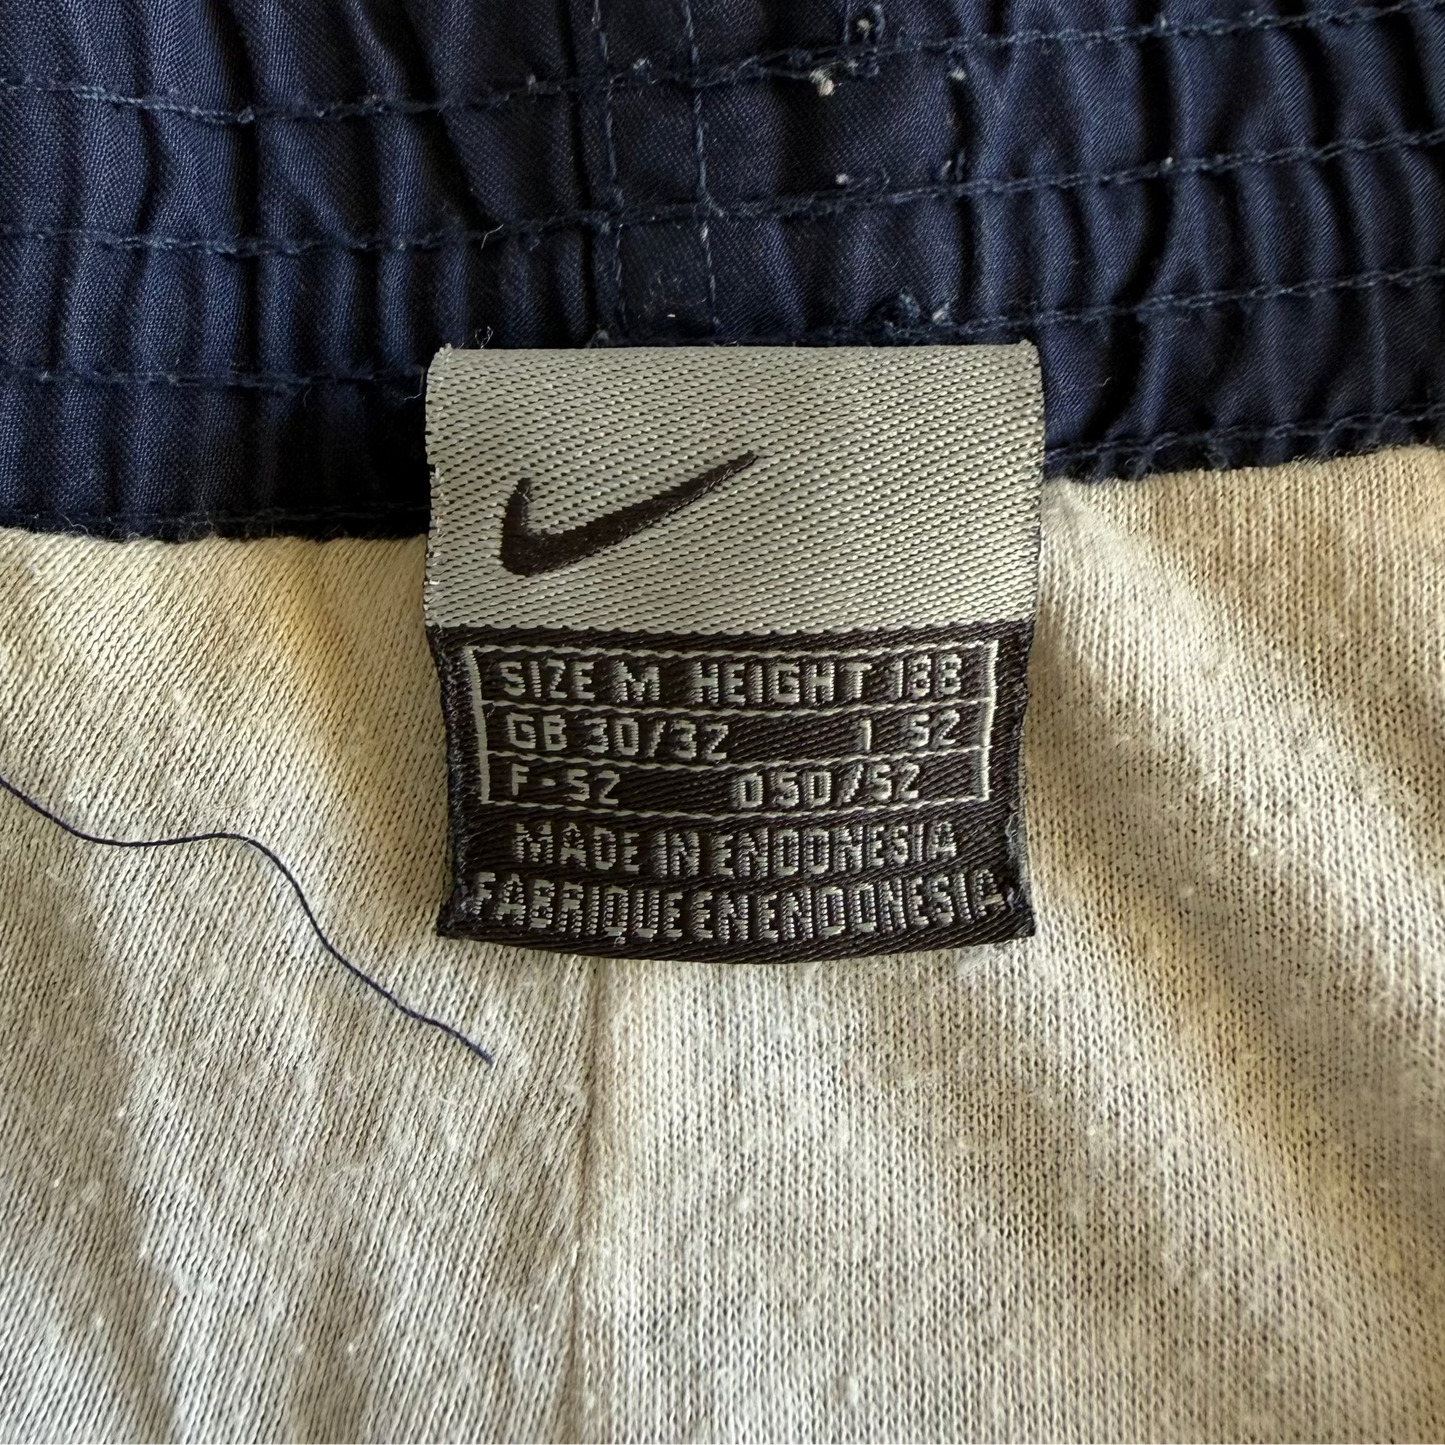 SIZE M HEIGHT 188
GB 30/32 I 52
F-52 D50/52
MADE IN ENDONESIA
FABRIQUE EN ENDONESIA